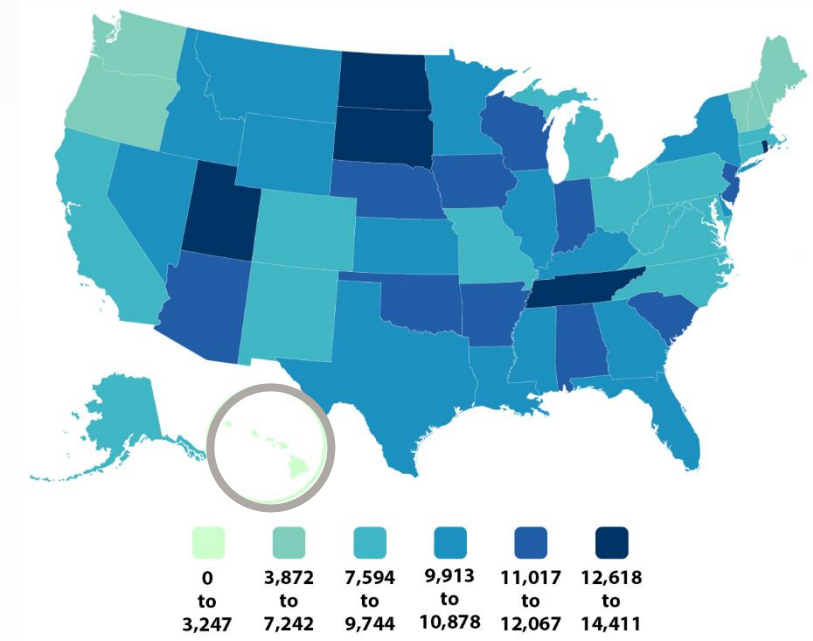 0
to
3,247
3,872
to
7,242
7,594
to
9,744
9,913
to
10,878
11,017
to
12,067
12,618
to
14,411